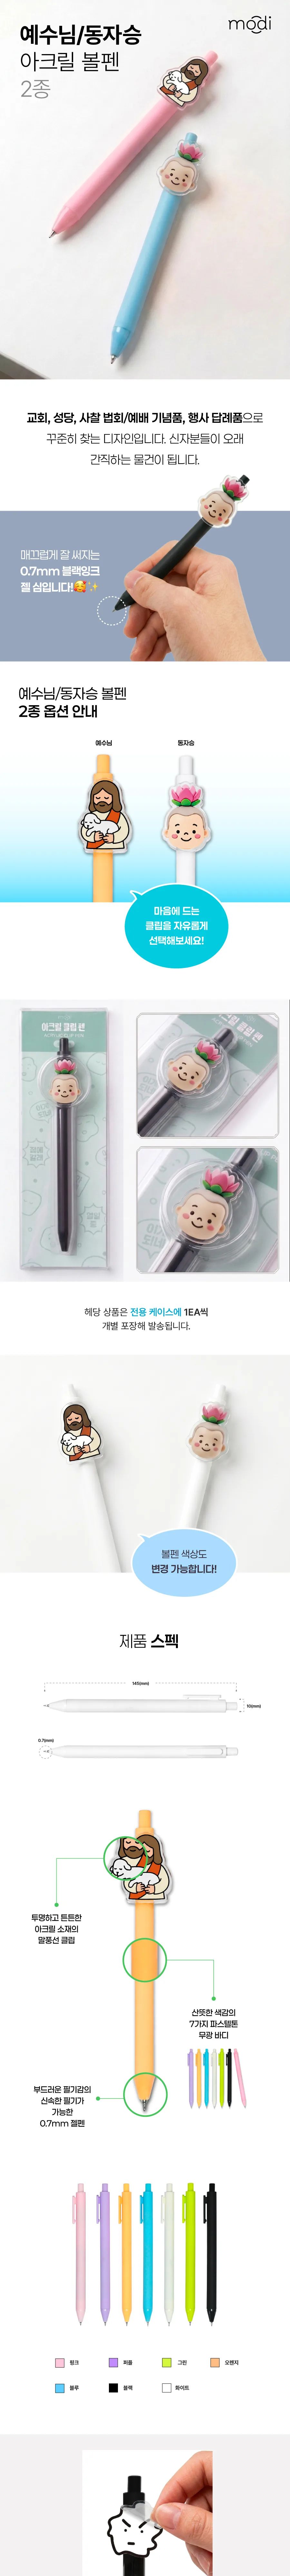 modi
예수님/동자승
아크릴 볼펜
2종
교회, 성당, 사찰 법회/예배 기념품, 행사 답례품으로
꾸준히 찾는 디자인입니다. 신자분들이 오래
간직하는 물건이 됩니다.
매끄럽게 잘 써지는
0.7mm 블랙잉크
젤 심입니다!🥰✨
예수님/동자승 볼펜
2종 옵션 안내
예수님
동자승
마음에 드는
클립을 자유롭게
선택해보세요!
아크릴 클립 펜
헤당 상품은 전용 케이스에 1EA씩
개별 포장해 발송됩니다.
볼펜 색상도
변경 가능합니다!
제품 스펙
145(mm)
10(mm)
0.7(mm)
투명하고 튼튼한
아크릴 소재의
말풍선 클립
산뜻한 색감의
7가지 파스텔톤
무광 바디
부드러운 필기감의
신속한 필기가
가능한
0.7mm 젤펜
핑크
퍼플
그린
오렌지
블루
블랙
화이트